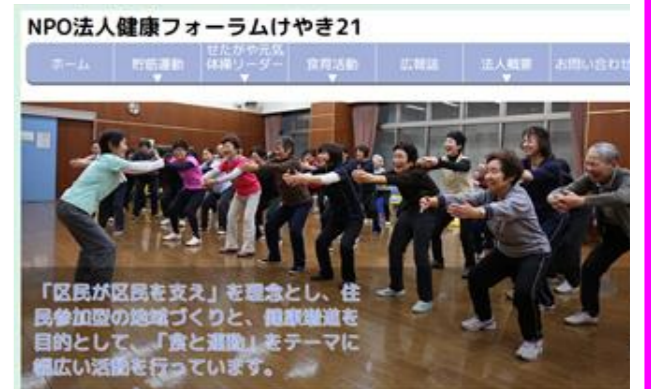 NPO法人健康フォーラムけやき21
ホーム
貯筋運動
せたがや元気
体操リーダー
食育活動
広報誌
法人概要
お問い合わせ
「区民が区民を支え」を理念とし、住
民参加型の地域づくりと、健康増進を
目的として、「食と運動」をテーマに
幅広い活動を行っています。